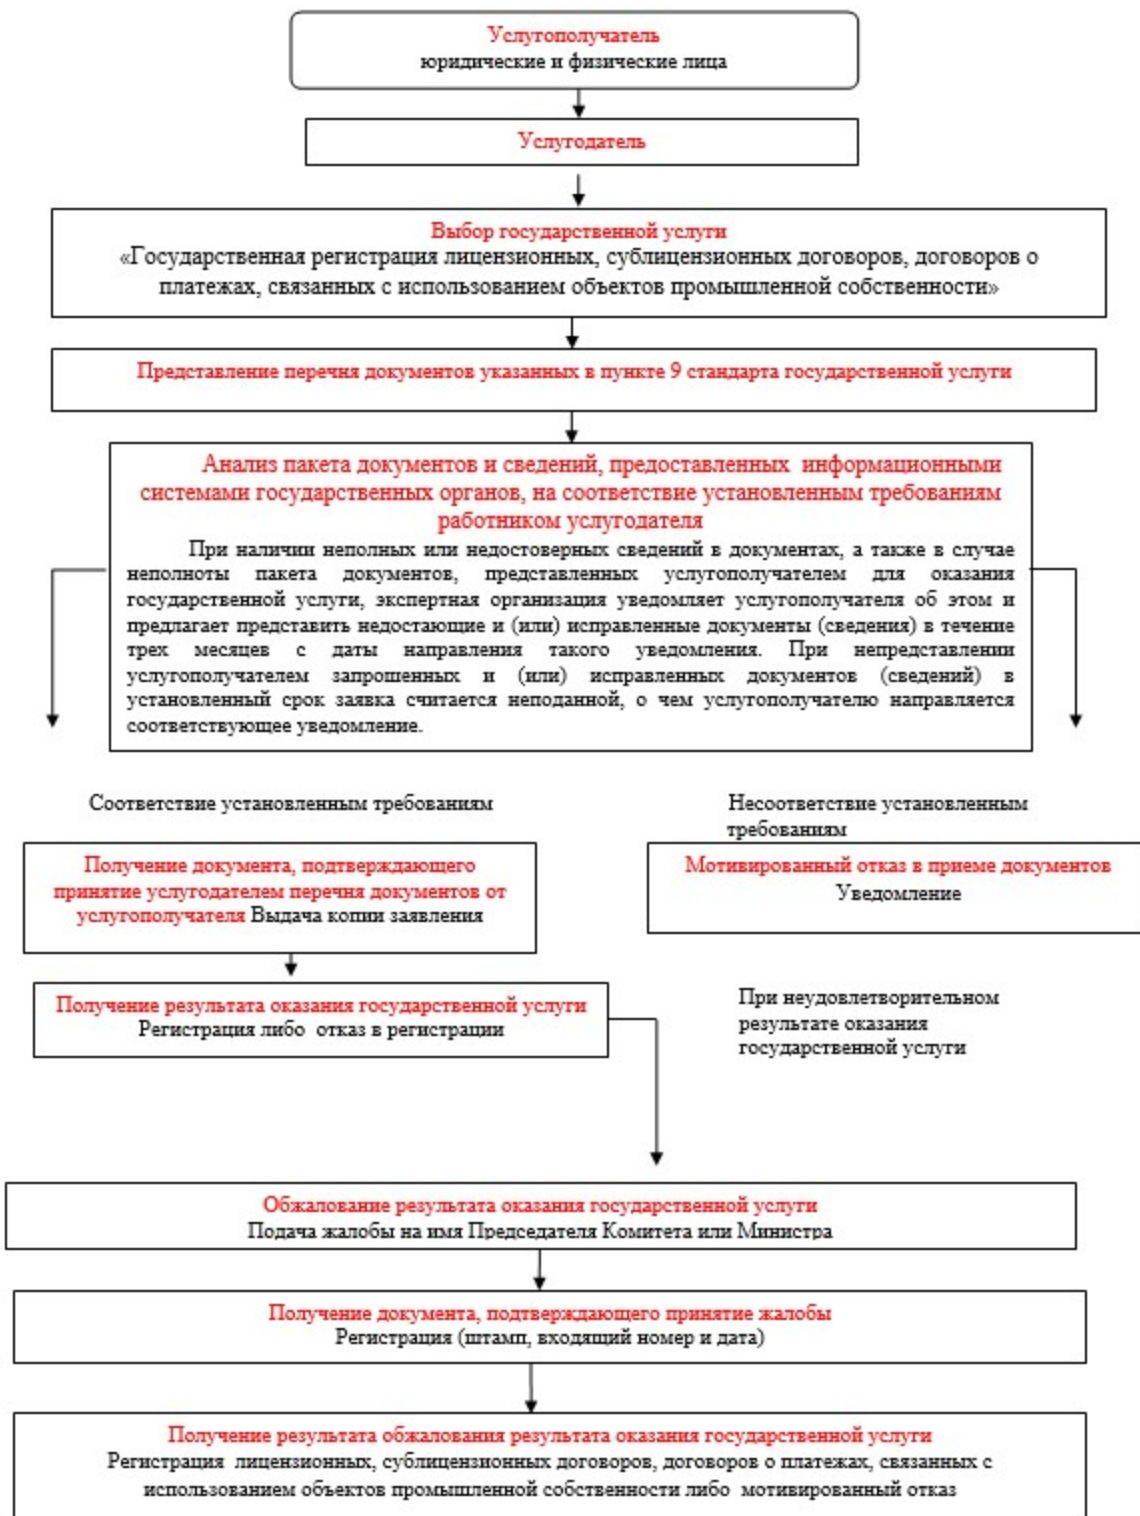 Услугополучатель
юридические и физические лица
Услугодатель
Выбор государственной услуги
«Государственная регистрация лицензионных, сублицензионных договоров, договоров о
платежах, связанных с использованием объектов промышленной собственности»
Представление перечня документов указанных в пункте 9 стандарта государственной услуги
Анализ пакета документов и сведений, предоставленных информационными
системами государственных органов, на соответствие установленным требованиям
работником услугодателя
При наличии неполных или недостоверных сведений в документах, а также в случае
неполноты пакета документов, представленных услугополучателем для оказания
государственной услуги, экспертная организация уведомляет услугополучателя об этом и
предлагает представить недостающие и (или) исправленные документы (сведения) в течение
трех месяцев с даты направления такого уведомления. При непредставлении
услугополучателем запрошенных и (или) исправленных документов (сведений) в
установленный срок заявка считается неподанной, о чем услугополучателю направляется
соответствующее уведомление.
Соответствие установленным требованиям
Несоответствие установленным
требованиям
Получение документа, подтверждающего
принятие услугодателем перечня документов от
услугополучателя Выдача копии заявления
Мотивированный отказ в приеме документов
Уведомление
Получение результата оказания государственной услуги
Регистрация либо отказ в регистрации
При неудовлетворительном
результате оказания
государственной услуги
Обжалование результата оказания государственной услуги
Подача жалобы на имя Председателя Комитета или Министра
Получение документа, подтверждающего принятие жалобы
Регистрация (штамп, входящий номер и дата)
Получение результата обжалования результата оказания государственной услуги
Регистрация лицензионных, сублицензионных договоров, договоров о платежах, связанных с
использованием объектов промышленной собственности либо мотивированный отказ